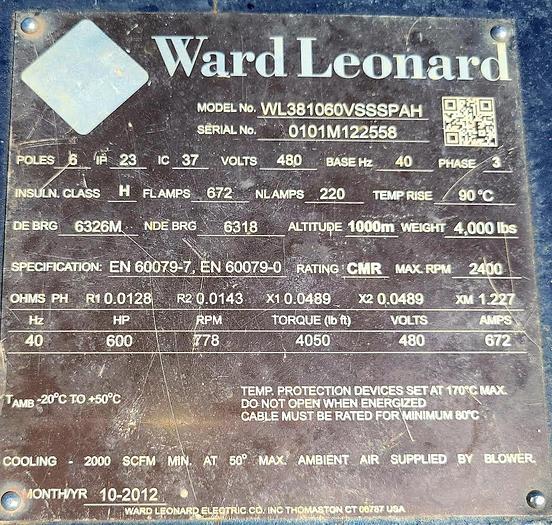 Ward Leonard
MODEL No. WL381060VSSSPAH
SERIAL No. 0101M122558
POLES 6 IP 23 IC 37 VOLTS 480 BASE Hz 40 PHASE 3
INSULN. CLASS H FL AMPS 672 NL AMPS 220 TEMP RISE 90 °C
DE BRG 6326M NDE BRG 6318 ALTITUDE 1000m WEIGHT 4,000 lbs
SPECIFICATION: EN 60079-7, EN 60079-0 RATING CMR MAX. RPM 2400
OHMS PH R1 0.0128 R2 0.0143 X1 0.0489 X2 0.0489 XM 1.227
Hz HP RPM TORQUE (lb ft) VOLTS AMPS
40 600 778 4050 480 672
TAMB -20°C TO +50°C
TEMP. PROTECTION DEVICES SET AT 170°C MAX.
DO NOT OPEN WHEN ENERGIZED
CABLE MUST BE RATED FOR MINIMUM 80°C
COOLING - 2000 SCFM MIN. AT 50° MAX. AMBIENT AIR SUPPLIED BY BLOWER.
MONTH/YR 10-2012
WARD LEONARD ELECTRIC CO. INC THOMASTON CT 06787 USA